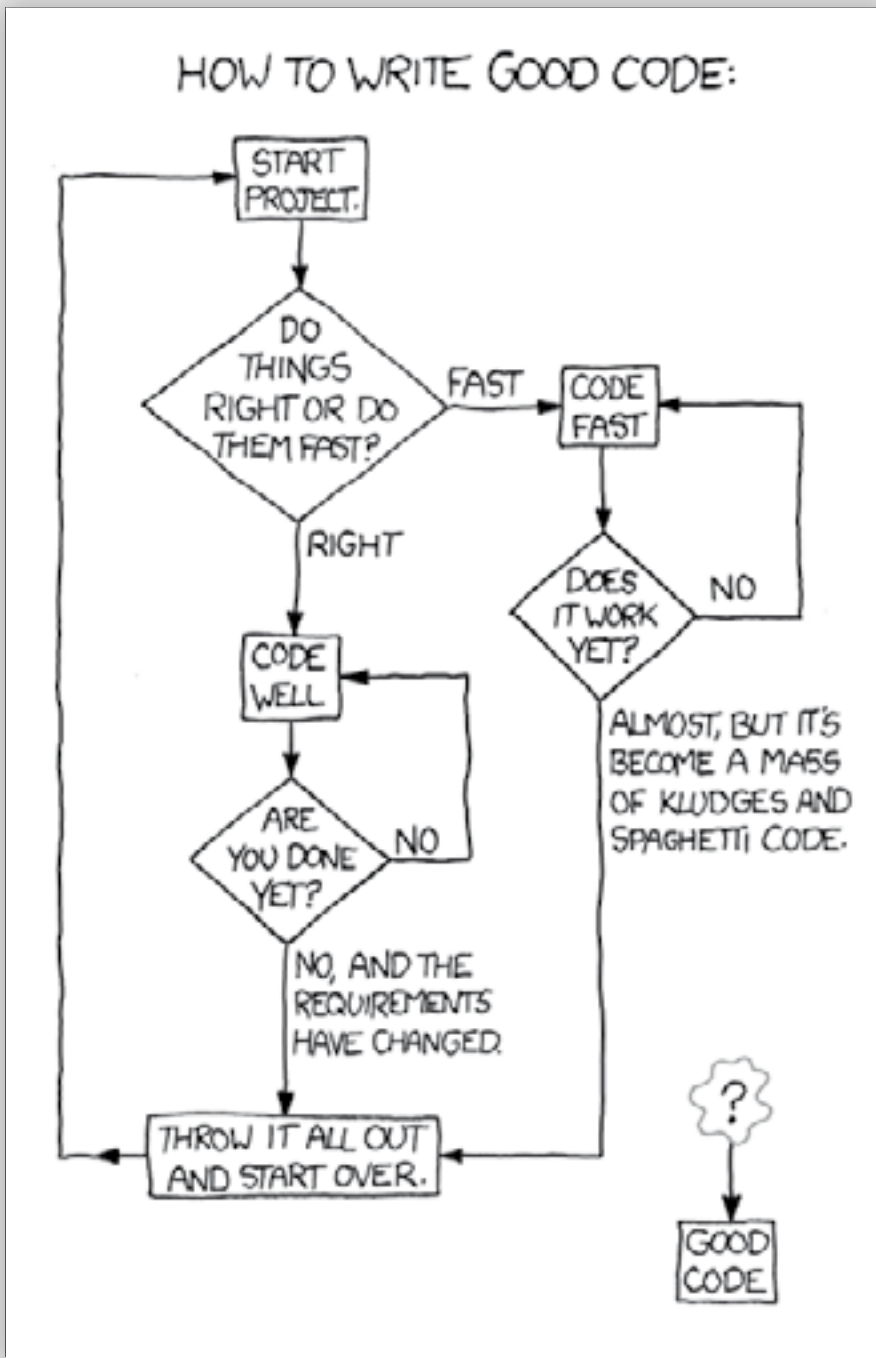 HOW TO WRITE GOOD CODE:
START
PROJECT.
DO
THINGS
RIGHT OR DO
THEM FAST?
FAST
CODE
FAST
RIGHT
DOES
IT WORK
YET?
NO
CODE
WELL
ALMOST, BUT IT'S
BECOME A MASS
OF KLUDGES AND
SPAGHETTI CODE.
ARE
YOU DONE
YET?
NO
NO, AND THE
REQUIREMENTS
HAVE CHANGED.
THROW IT ALL OUT
AND START OVER.
?
GOOD
CODE